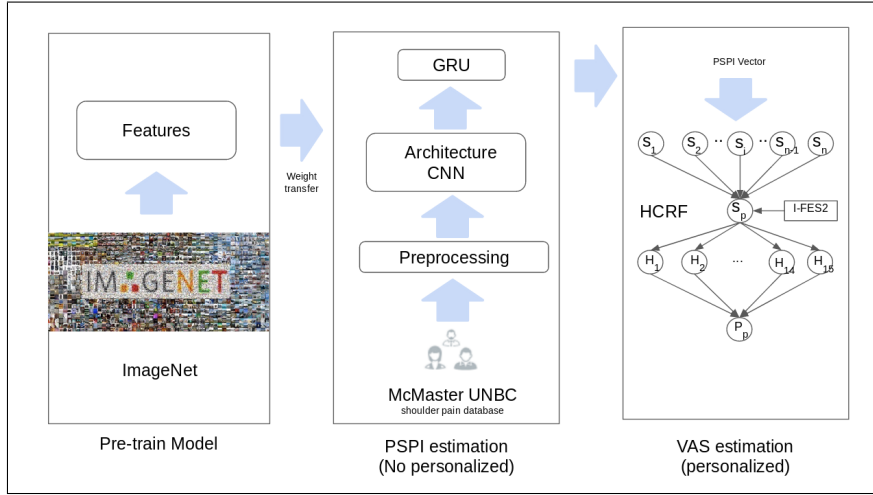 Features
IMAGENET
ImageNet
Pre-train Model
Weight
transfer
GRU
Architecture
CNN
Preprocessing
McMaster UNBC
shoulder pain database
PSPI estimation
(No personalized)
PSPI Vector
S1 S2 ·· Si ·· Sn-1 Sn
HCRF Sp I-FES2
H1 H2 ... H14 H15
Pp
VAS estimation
(personalized)